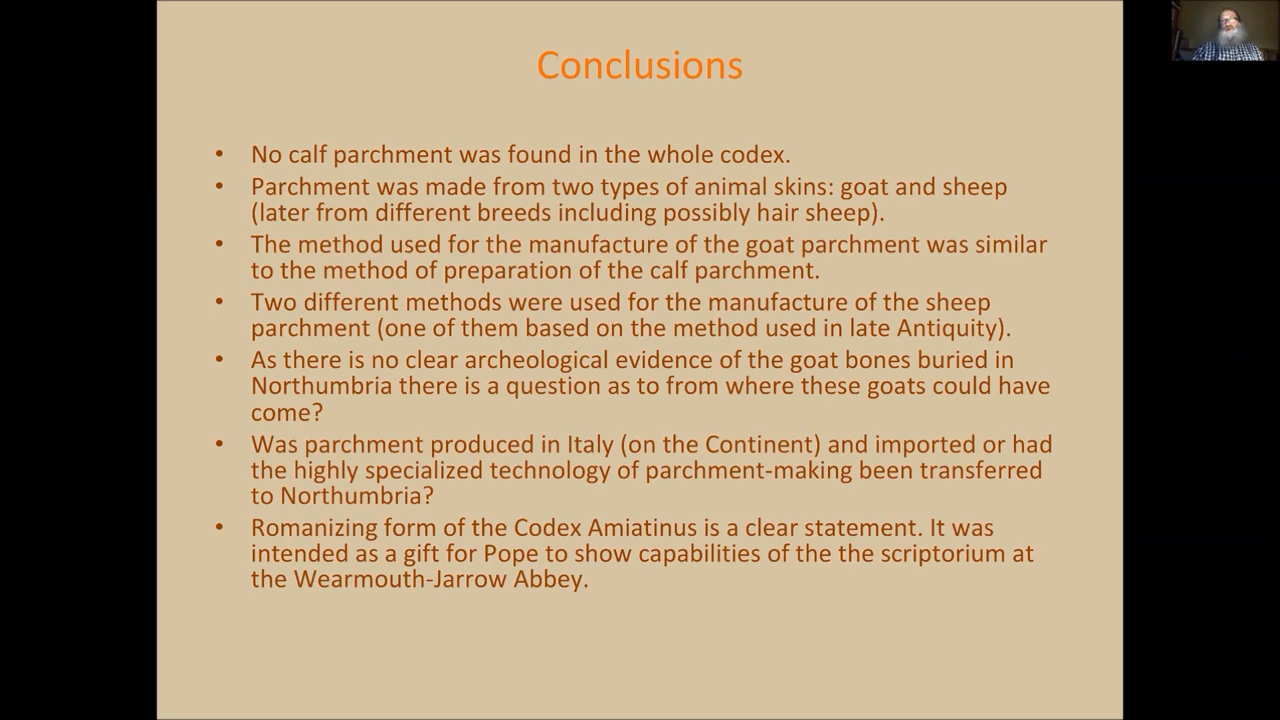 Conclusions
• No calf parchment was found in the whole codex.
• Parchment was made from two types of animal skins: goat and sheep
(later from different breeds including possibly hair sheep).
• The method used for the manufacture of the goat parchment was similar
to the method of preparation of the calf parchment.
• Two different methods were used for the manufacture of the sheep
parchment (one of them based on the method used in late Antiquity).
• As there is no clear archeological evidence of the goat bones buried in
Northumbria there is a question as to from where these goats could have
come?
• Was parchment produced in Italy (on the Continent) and imported or had
the highly specialized technology of parchment-making been transferred
to Northumbria?
• Romanizing form of the Codex Amiatinus is a clear statement. It was
intended as a gift for Pope to show capabilities of the the scriptorium at
the Wearmouth-Jarrow Abbey.